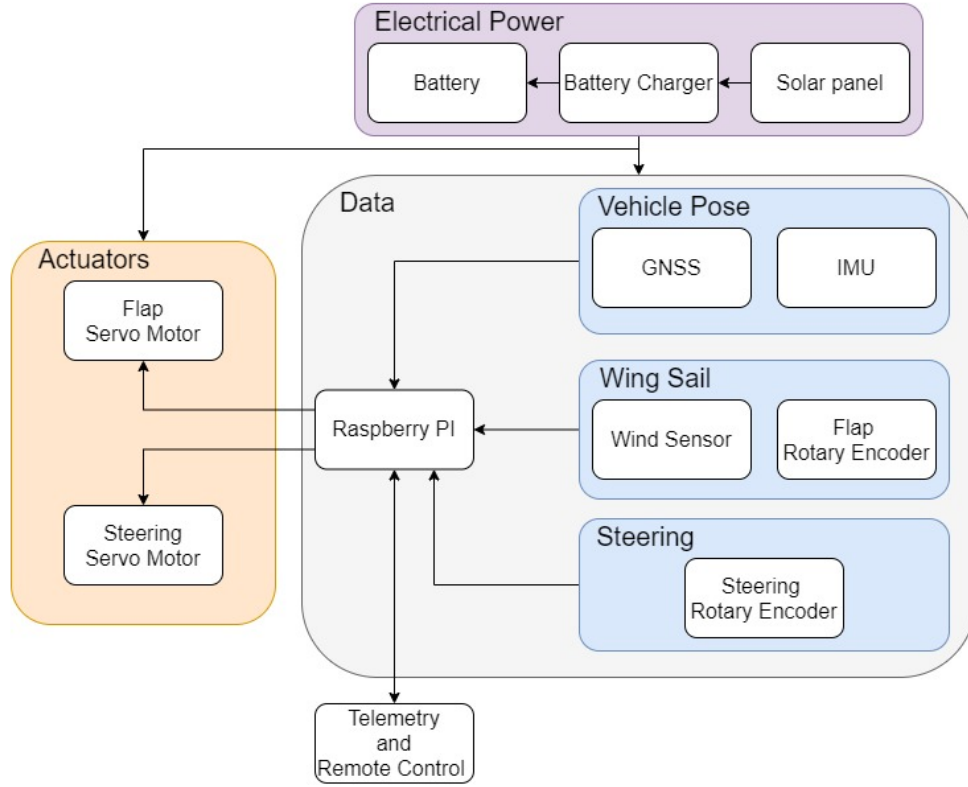 Electrical Power
Battery
Battery Charger
Solar panel
Data
Vehicle Pose
GNSS
IMU
Actuators
Flap
Servo Motor
Raspberry PI
Wing Sail
Wind Sensor
Flap
Rotary Encoder
Steering
Servo Motor
Steering
Steering
Rotary Encoder
Telemetry
and
Remote Control